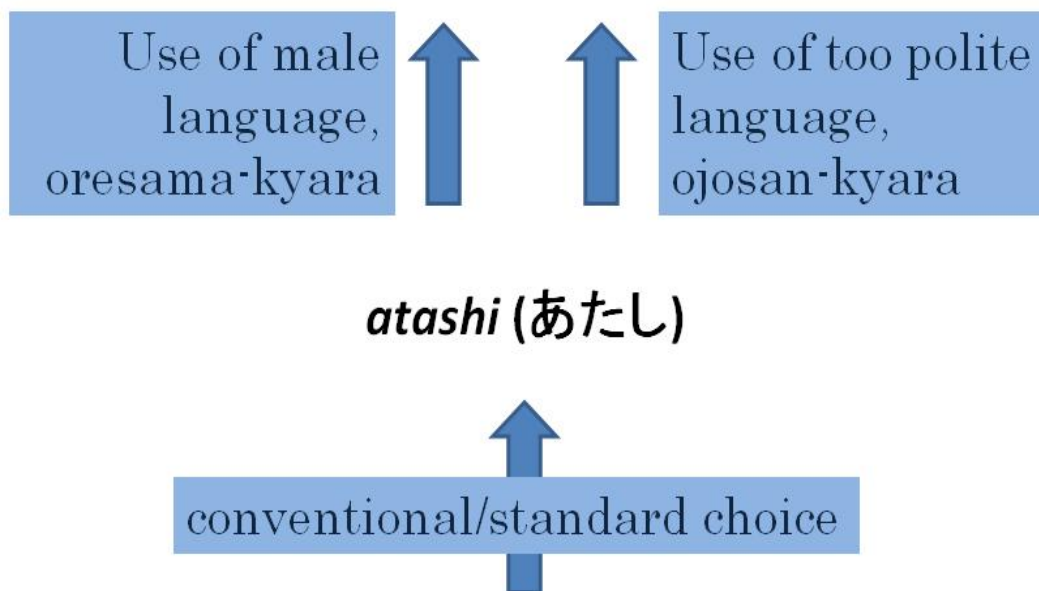 Use of male
language,
oresama-kyara
Use of too polite
language,
ojosan-kyara
atashi (あたし)
conventional/standard choice